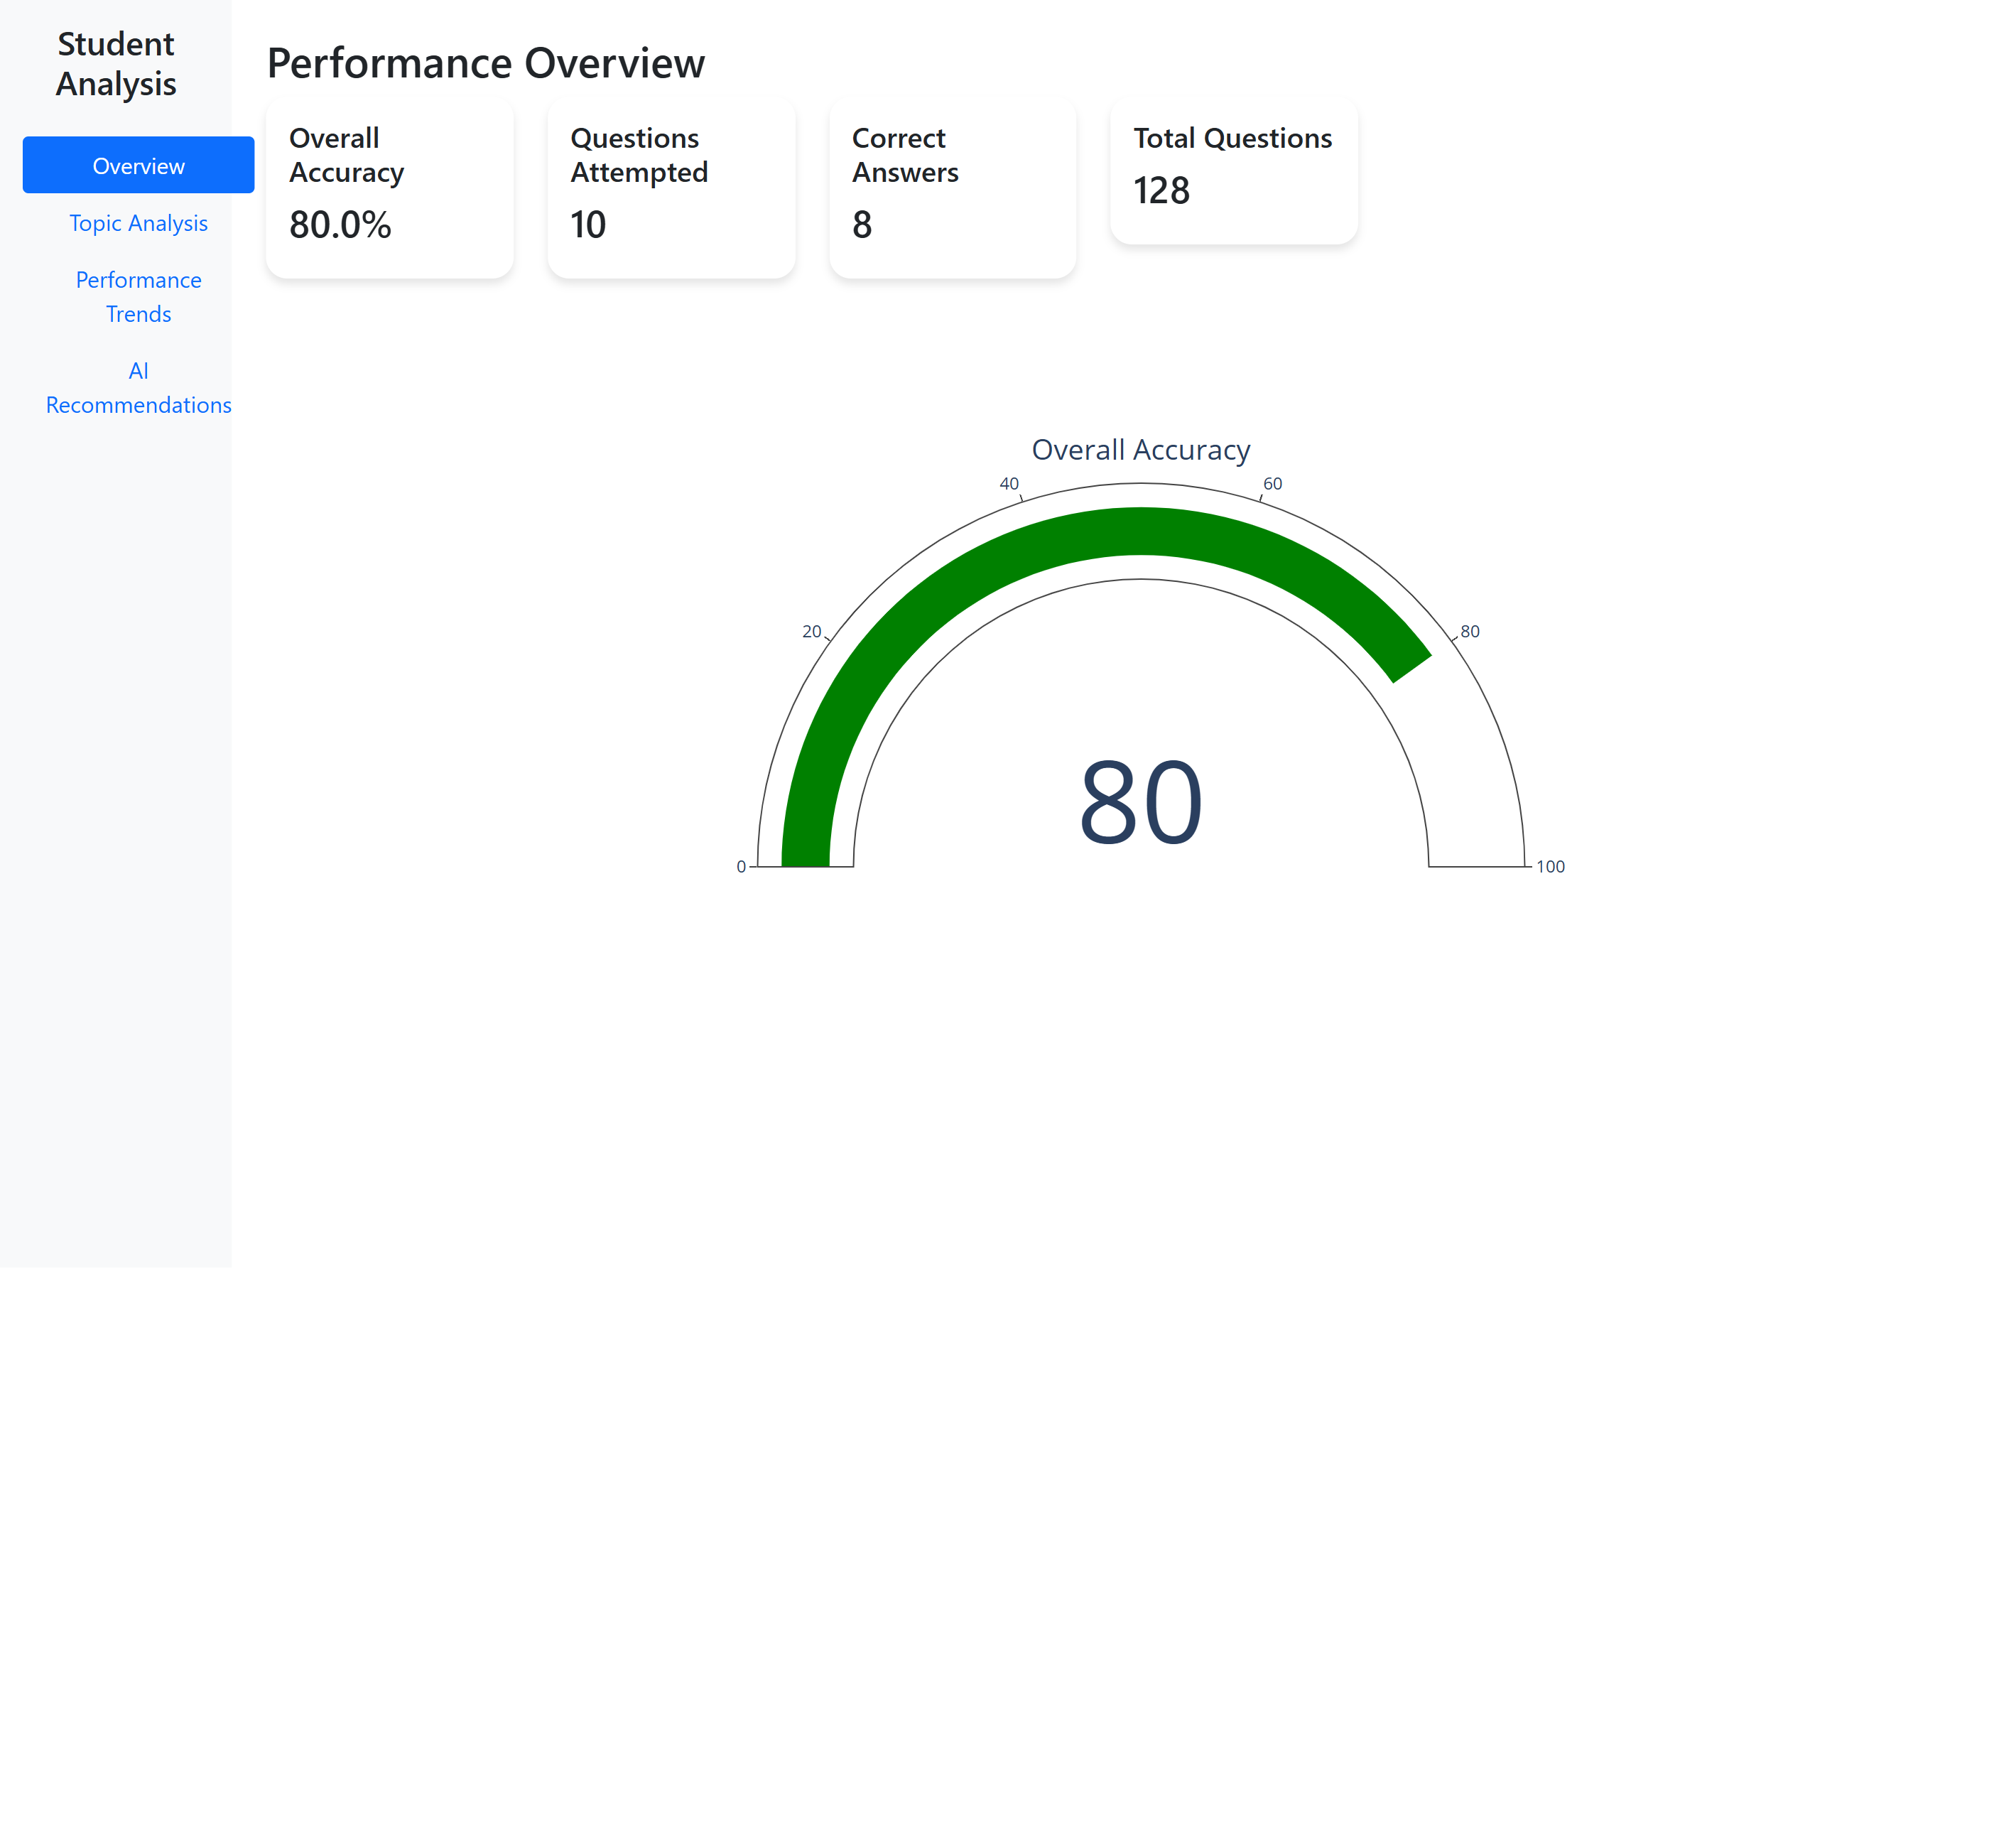 Student
Analysis
Overview
Topic Analysis
Performance
Trends
AI
Recommendations
Performance Overview
Overall
Accuracy
80.0%
Questions
Attempted
10
Correct
Answers
8
Total Questions
128
Overall Accuracy
0
20
40
60
80
100
80